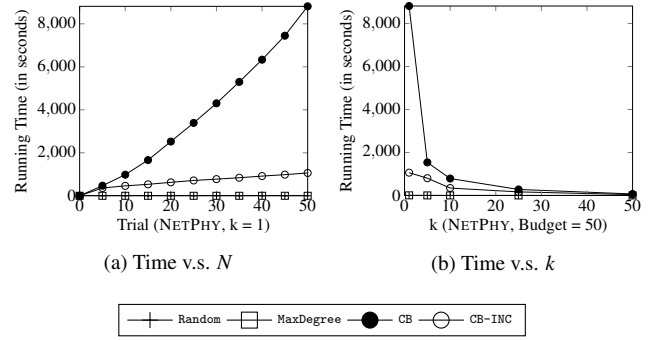 8,000
6,000
4,000
2,000
0
Running Time (in seconds)
0 10 20 30 40 50
Trial (NETPHY, k = 1)
(a) Time v.s. N
8,000
6,000
4,000
2,000
0
Running Time (in seconds)
0 10 20 30 40 50
k (NETPHY, Budget = 50)
(b) Time v.s. k
Random MaxDegree CB CB-INC